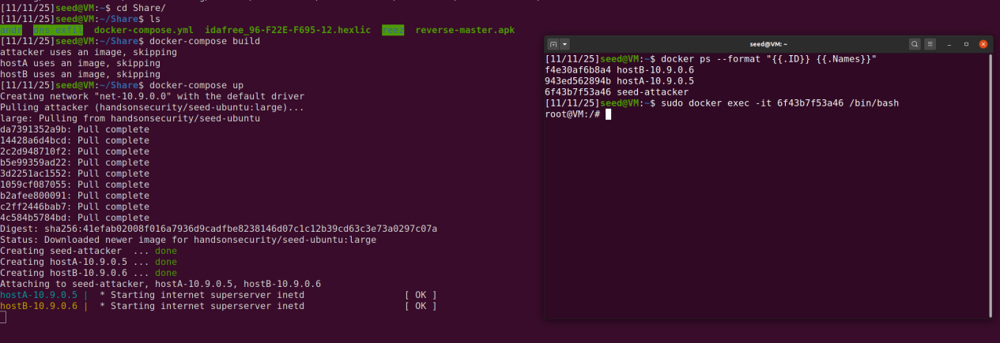 [11/11/25]seed@VM:~$ cd Share/
[11/11/25]seed@VM:~/Share$ ls
andr dns_exfil docker-compose.yml idafree_96-F22E-F695-12.hexlic reez reverse-master.apk
[11/11/25]seed@VM:~/Share$ docker-compose build
attacker uses an image, skipping
hostA uses an image, skipping
hostB uses an image, skipping
[11/11/25]seed@VM:~/Share$ docker-compose up
Creating network "net-10.9.0.0" with the default driver
Pulling attacker (handsonsecurity/seed-ubuntu:large)...
large: Pulling from handsonsecurity/seed-ubuntu
da7391352a9b: Pull complete
14428a6d4bcd: Pull complete
2c2d948710f2: Pull complete
b5e99359ad22: Pull complete
3d2251ac1552: Pull complete
1059cf087055: Pull complete
b2afee800091: Pull complete
c2ff2446bab7: Pull complete
4c584b5784bd: Pull complete
Digest: sha256:41efab02008f016a7936d9cadfbe8238146d07c1c12b39cd63c3e73a0297c07a
Status: Downloaded newer image for handsonsecurity/seed-ubuntu:large
Creating seed-attacker ... done
Creating hostA-10.9.0.5 ... done
Creating hostB-10.9.0.6 ... done
Attaching to seed-attacker, hostA-10.9.0.5, hostB-10.9.0.6
hostA-10.9.0.5 | * Starting internet superserver inetd [ OK ]
hostB-10.9.0.6 | * Starting internet superserver inetd [ OK ]
seed@VM: ~
[11/11/25]seed@VM:~$ docker ps --format "{{.ID}} {{.Names}}"
f4e30af6b8a4 hostB-10.9.0.6
943ed562894b hostA-10.9.0.5
6f43b7f53a46 seed-attacker
[11/11/25]seed@VM:~$ sudo docker exec -it 6f43b7f53a46 /bin/bash
root@VM:/#